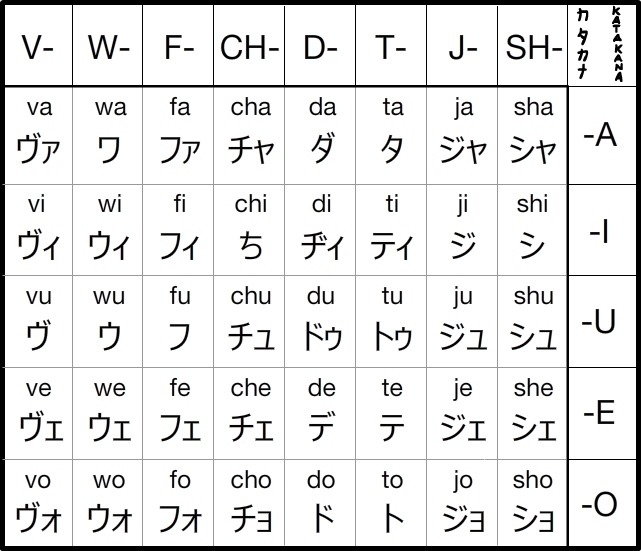 V- W- F- CH- D- T- J- SH- カタカナ KATAKANA
va wa fa cha da ta ja sha
ヴァ ワ ファ チャ ダ タ ジャ シャ -A
vi wi fi chi di ti ji shi
ヴィ ウィ フィ ち ヂィ ティ ジ シ -I
vu wu fu chu du tu ju shu
ヴ ウ フ チュ ドゥ トゥ ジュ シュ -U
ve we fe che de te je she
ヴェ ウェ フェ チェ デ テ ジェ シェ -E
vo wo fo cho do to jo sho
ヴォ ウォ フォ チョ ド ト ジョ ショ -O